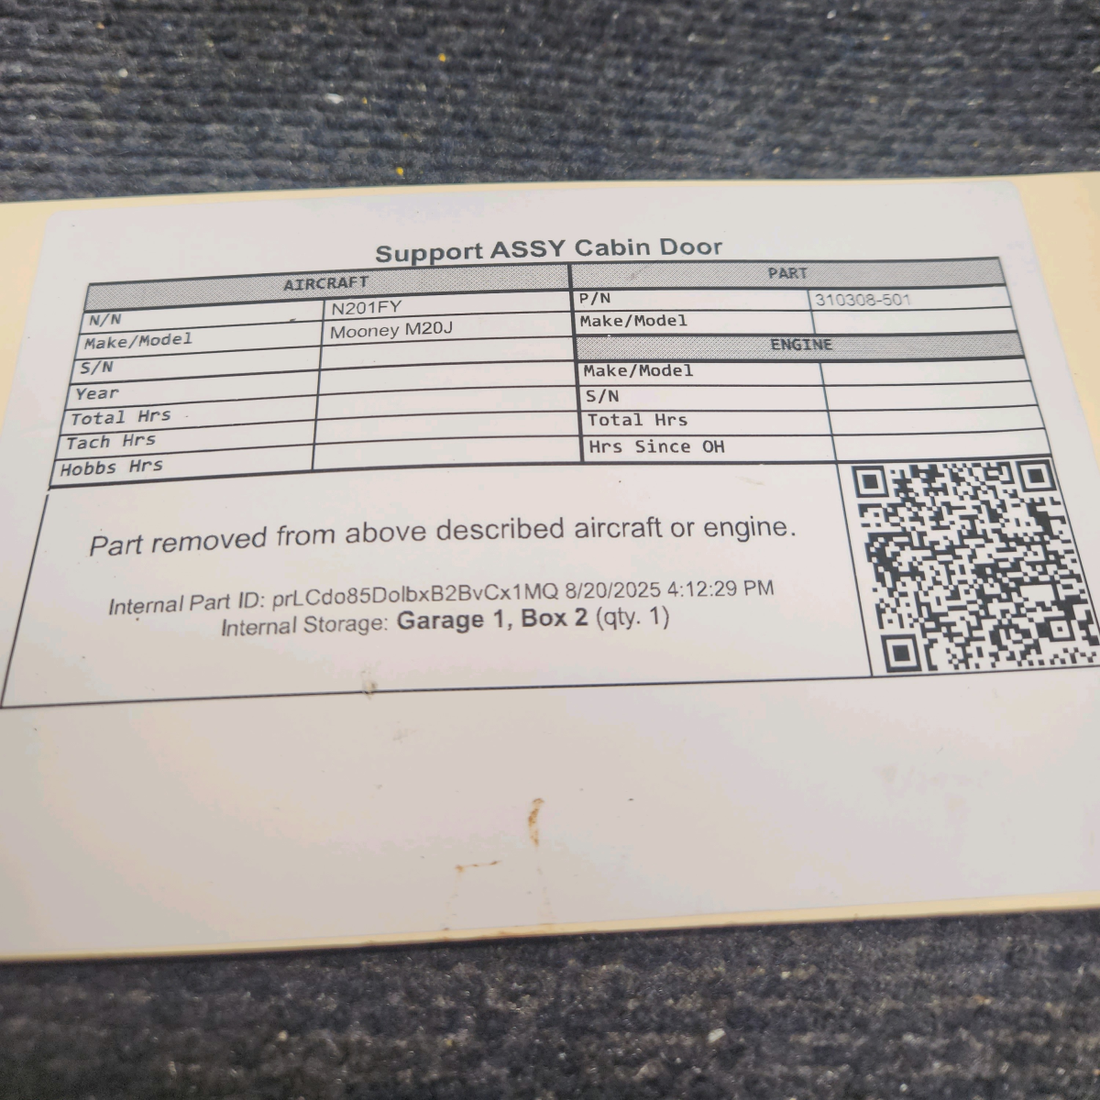 Support ASSY Cabin Door
AIRCRAFT
N/N N201FY
Make/Model Mooney M20J
S/N
Year
Total Hrs
Tach Hrs
Hobbs Hrs
PART
P/N 310308-501
Make/Model
ENGINE
Make/Model
S/N
Total Hrs
Hrs Since OH
Part removed from above described aircraft or engine.
Internal Part ID: prLCdo85DolbxB2BvCx1MQ 8/20/2025 4:12:29 PM
Internal Storage: Garage 1, Box 2 (qty. 1)